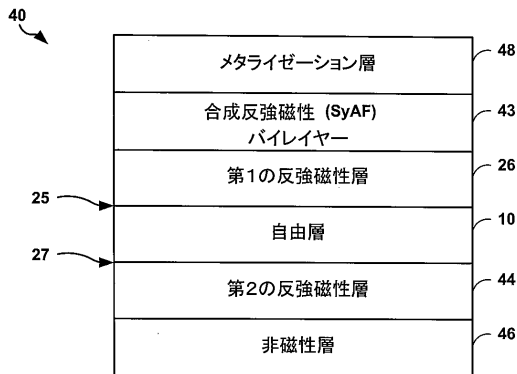 40
メタライゼーション層
48
合成反強磁性 (SyAF)
バイレイヤー
43
第1の反強磁性層
26
25
自由層
10
27
第2の反強磁性層
44
非磁性層
46